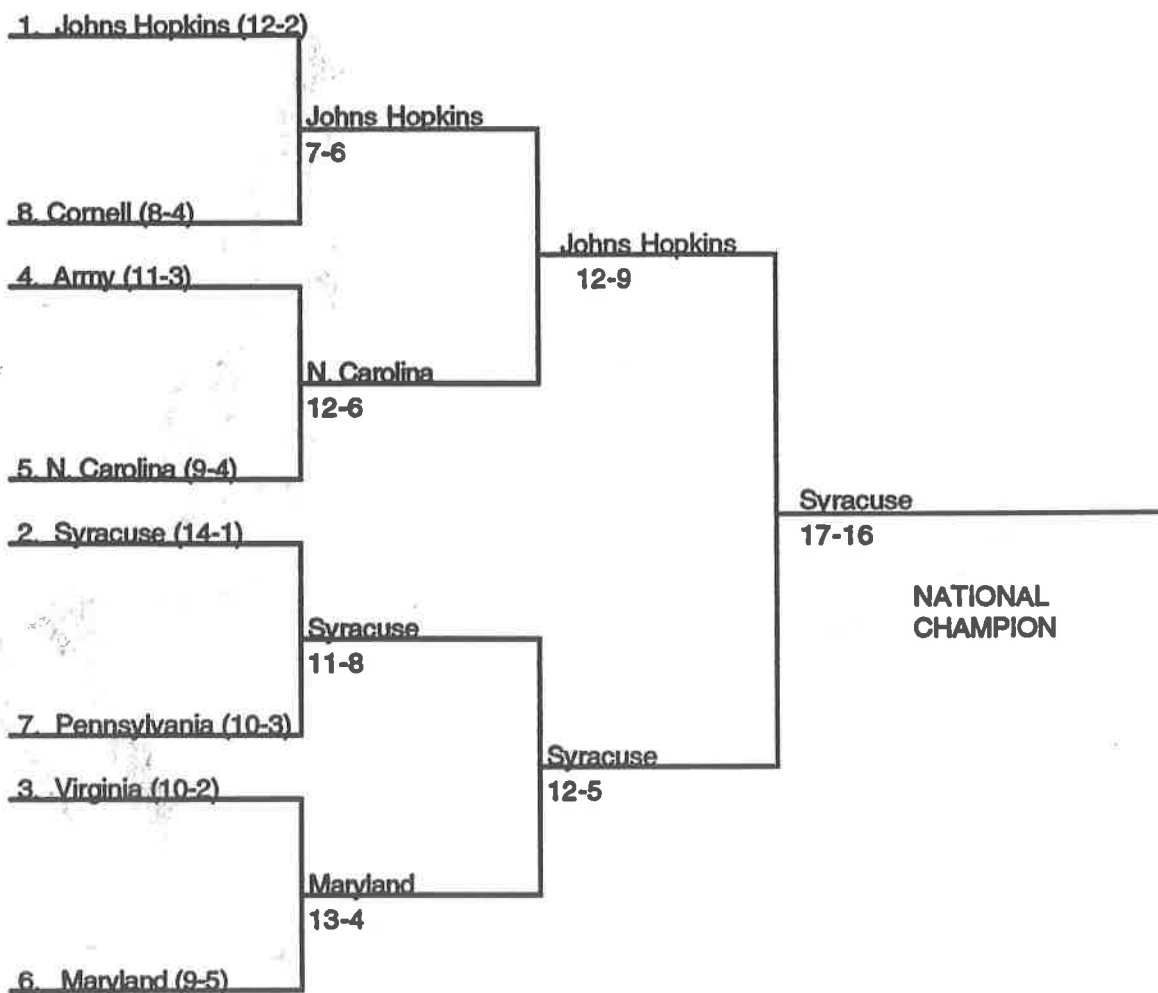 1. Johns Hopkins (12-2)
Johns Hopkins
7-6
8. Cornell (8-4)
Johns Hopkins
12-9
4. Army (11-3)
N. Carolina
12-6
5. N. Carolina (9-4)
Syracuse
17-16
2. Syracuse (14-1)
NATIONAL
CHAMPION
Syracuse
11-8
7. Pennsylvania (10-3)
Syracuse
12-5
3. Virginia (10-2)
Maryland
13-4
6. Maryland (9-5)